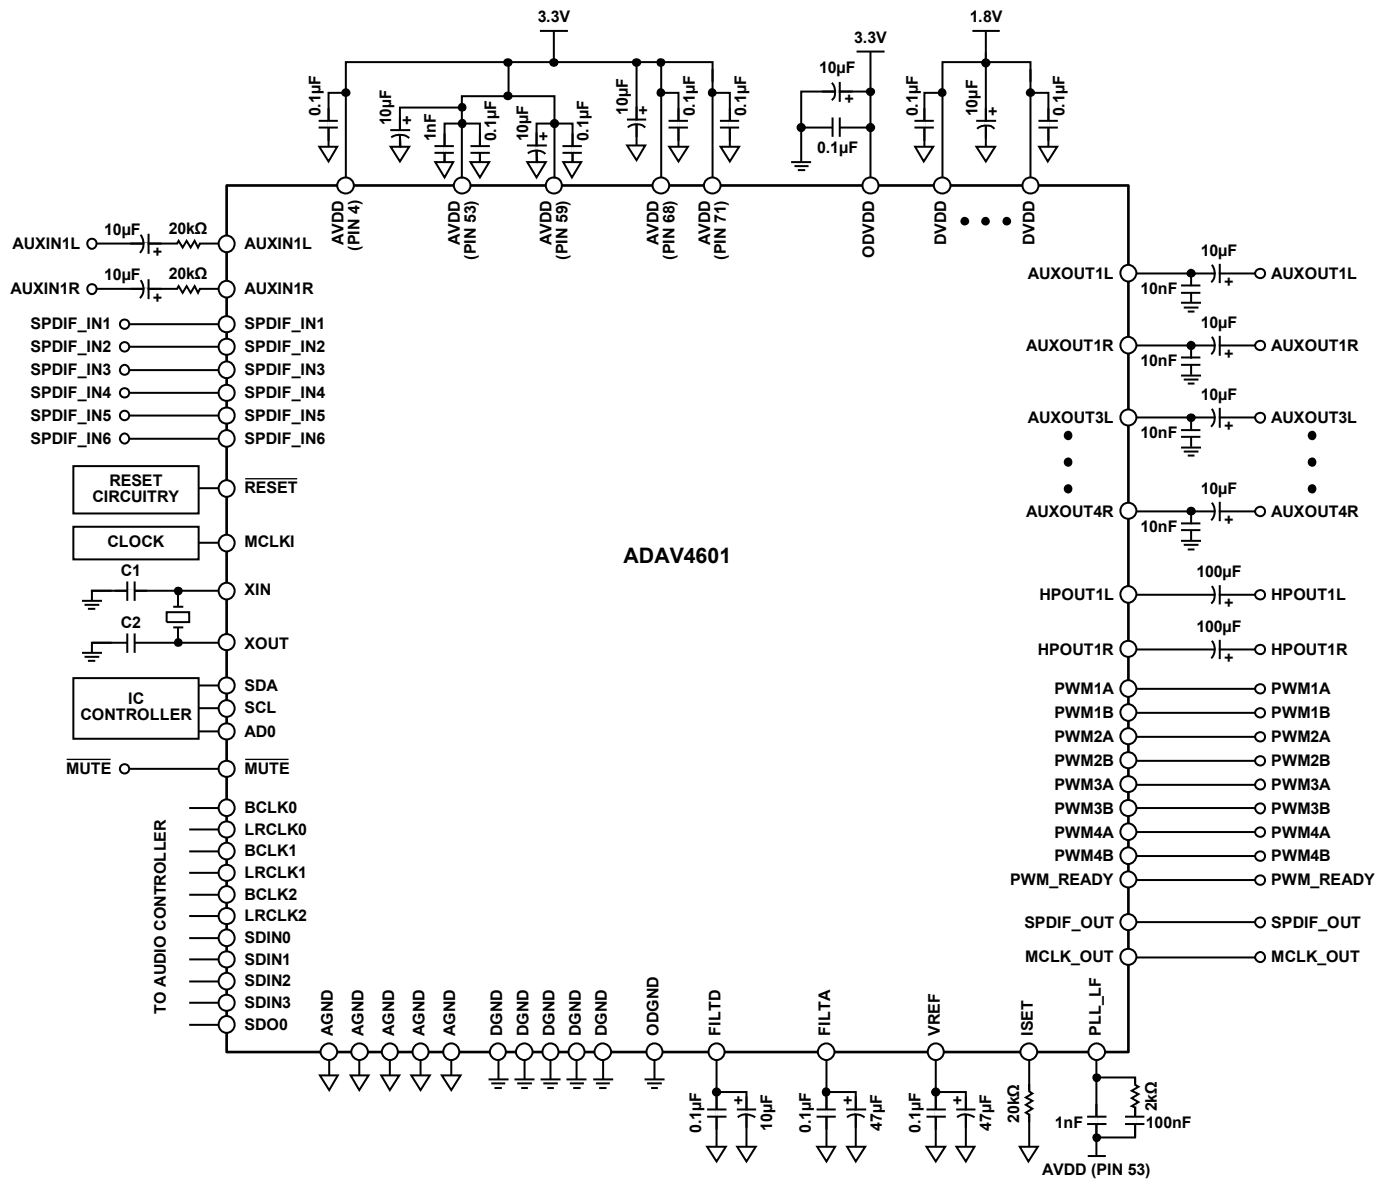 3.3V
3.3V
1.8V
0.1µF
10µF
1nF
0.1µF
10µF
0.1µF
10µF
0.1µF
0.1µF
10µF
0.1µF
0.1µF
10µF
0.1µF
AVDD
(PIN 4)
AVDD
(PIN 53)
AVDD
(PIN 59)
AVDD
(PIN 68)
AVDD
(PIN 71)
ODVDD
DVDD
DVDD
AUXIN1L
10µF
20kΩ
AUXIN1L
AUXIN1R
10µF
20kΩ
AUXIN1R
SPDIF_IN1
SPDIF_IN1
SPDIF_IN2
SPDIF_IN2
SPDIF_IN3
SPDIF_IN3
SPDIF_IN4
SPDIF_IN4
SPDIF_IN5
SPDIF_IN5
SPDIF_IN6
SPDIF_IN6
RESET
CIRCUITRY
RESET
CLOCK
MCLKI
C1
XIN
C2
XOUT
IC
CONTROLLER
SDA
SCL
AD0
MUTE
MUTE
TO AUDIO CONTROLLER
BCLK0
LRCLK0
BCLK1
LRCLK1
BCLK2
LRCLK2
SDIN0
SDIN1
SDIN2
SDIN3
SDO0
ADAV4601
AUXOUT1L
10nF
10µF
AUXOUT1L
AUXOUT1R
10nF
10µF
AUXOUT1R
AUXOUT3L
10nF
10µF
AUXOUT3L
AUXOUT4R
10nF
10µF
AUXOUT4R
HPOUT1L
100µF
HPOUT1L
HPOUT1R
100µF
HPOUT1R
PWM1A
PWM1A
PWM1B
PWM1B
PWM2A
PWM2A
PWM2B
PWM2B
PWM3A
PWM3A
PWM3B
PWM3B
PWM4A
PWM4A
PWM4B
PWM4B
PWM_READY
PWM_READY
SPDIF_OUT
SPDIF_OUT
MCLK_OUT
MCLK_OUT
AGND
AGND
AGND
AGND
AGND
DGND
DGND
DGND
DGND
DGND
ODGND
FILTD
FILTA
VREF
ISET
PLL_LF
0.1µF
10µF
0.1µF
47µF
0.1µF
47µF
20kΩ
1nF
2kΩ
100nF
AVDD (PIN 53)